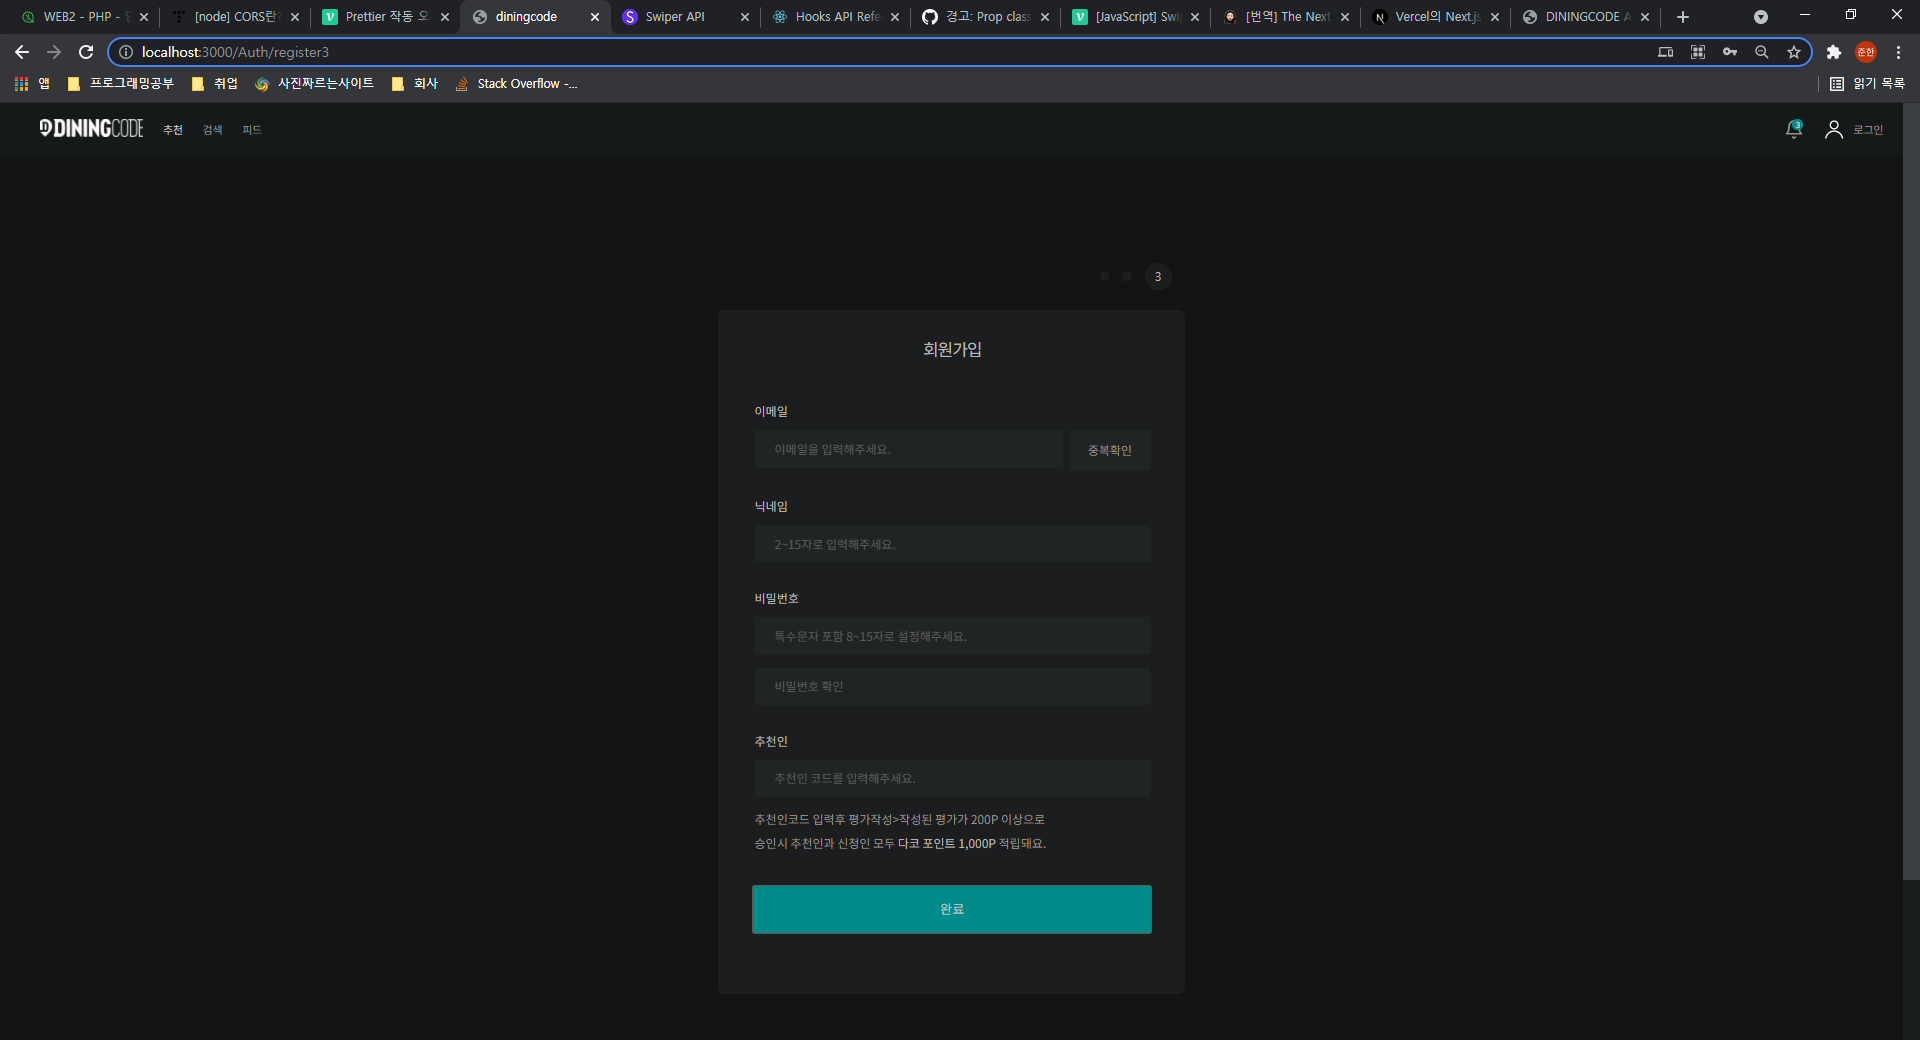 WEB2 - PHP -
[node] CORS란?
Prettier 작동 오
diningcode
Swiper API
Hooks API Refe
경고: Prop class
[JavaScript] Swi
[번역] The Next
Vercel의 Next.js
DININGCODE A
localhost:3000/Auth/register3
준한
앱
프로그래밍공부
취업
사진짜르는사이트
회사
Stack Overflow -...
읽기 목록
DININGCODE
추천
검색
피드
3
로그인
3
회원가입
이메일
이메일을 입력해주세요.
중복확인
닉네임
2~15자로 입력해주세요.
비밀번호
특수문자 포함 8~15자로 설정해주세요.
비밀번호 확인
추천인
추천인 코드를 입력해주세요.
추천인코드 입력후 평가작성>작성된 평가가 200P 이상으로
승인시 추천인과 신청인 모두 다코 포인트 1,000P 적립돼요.
완료